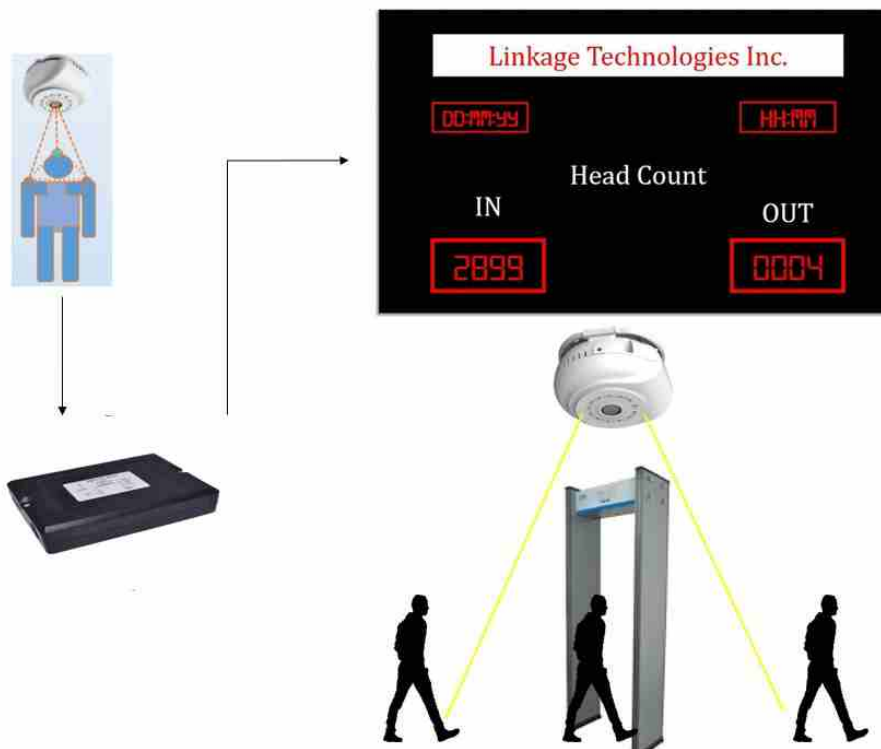 Linkage Technologies Inc.
DD:MM:yy
HH:MM
Head Count
IN
OUT
2899
0004